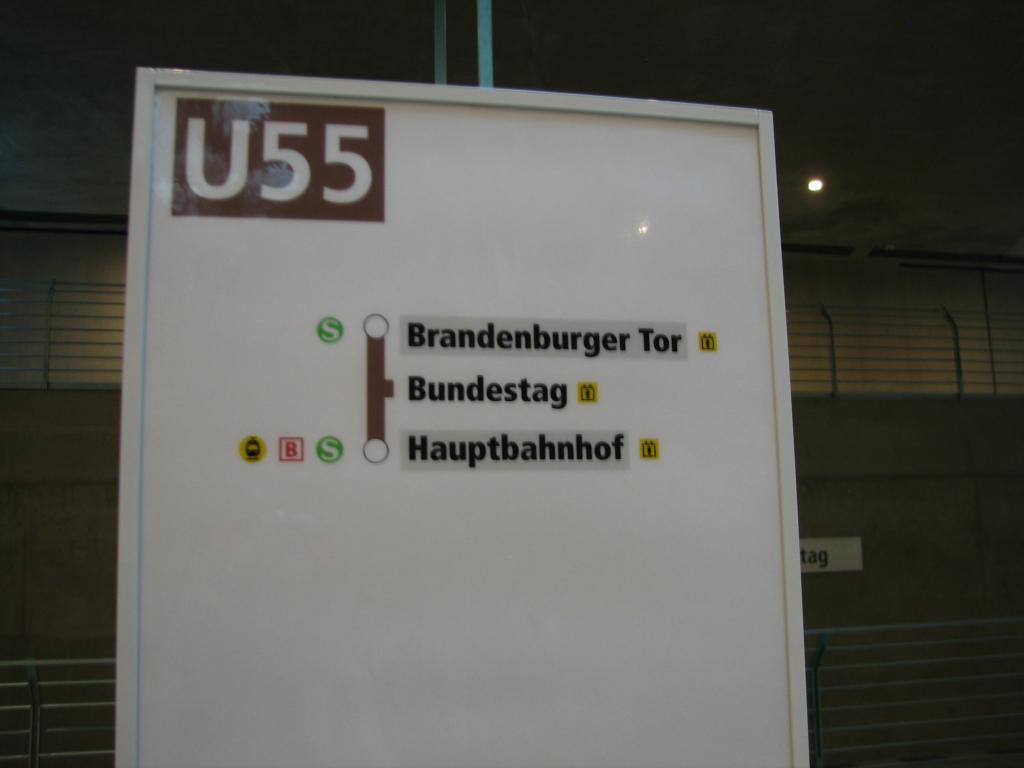 U55
S Brandenburger Tor
Bundestag
B S Hauptbahnhof
tag